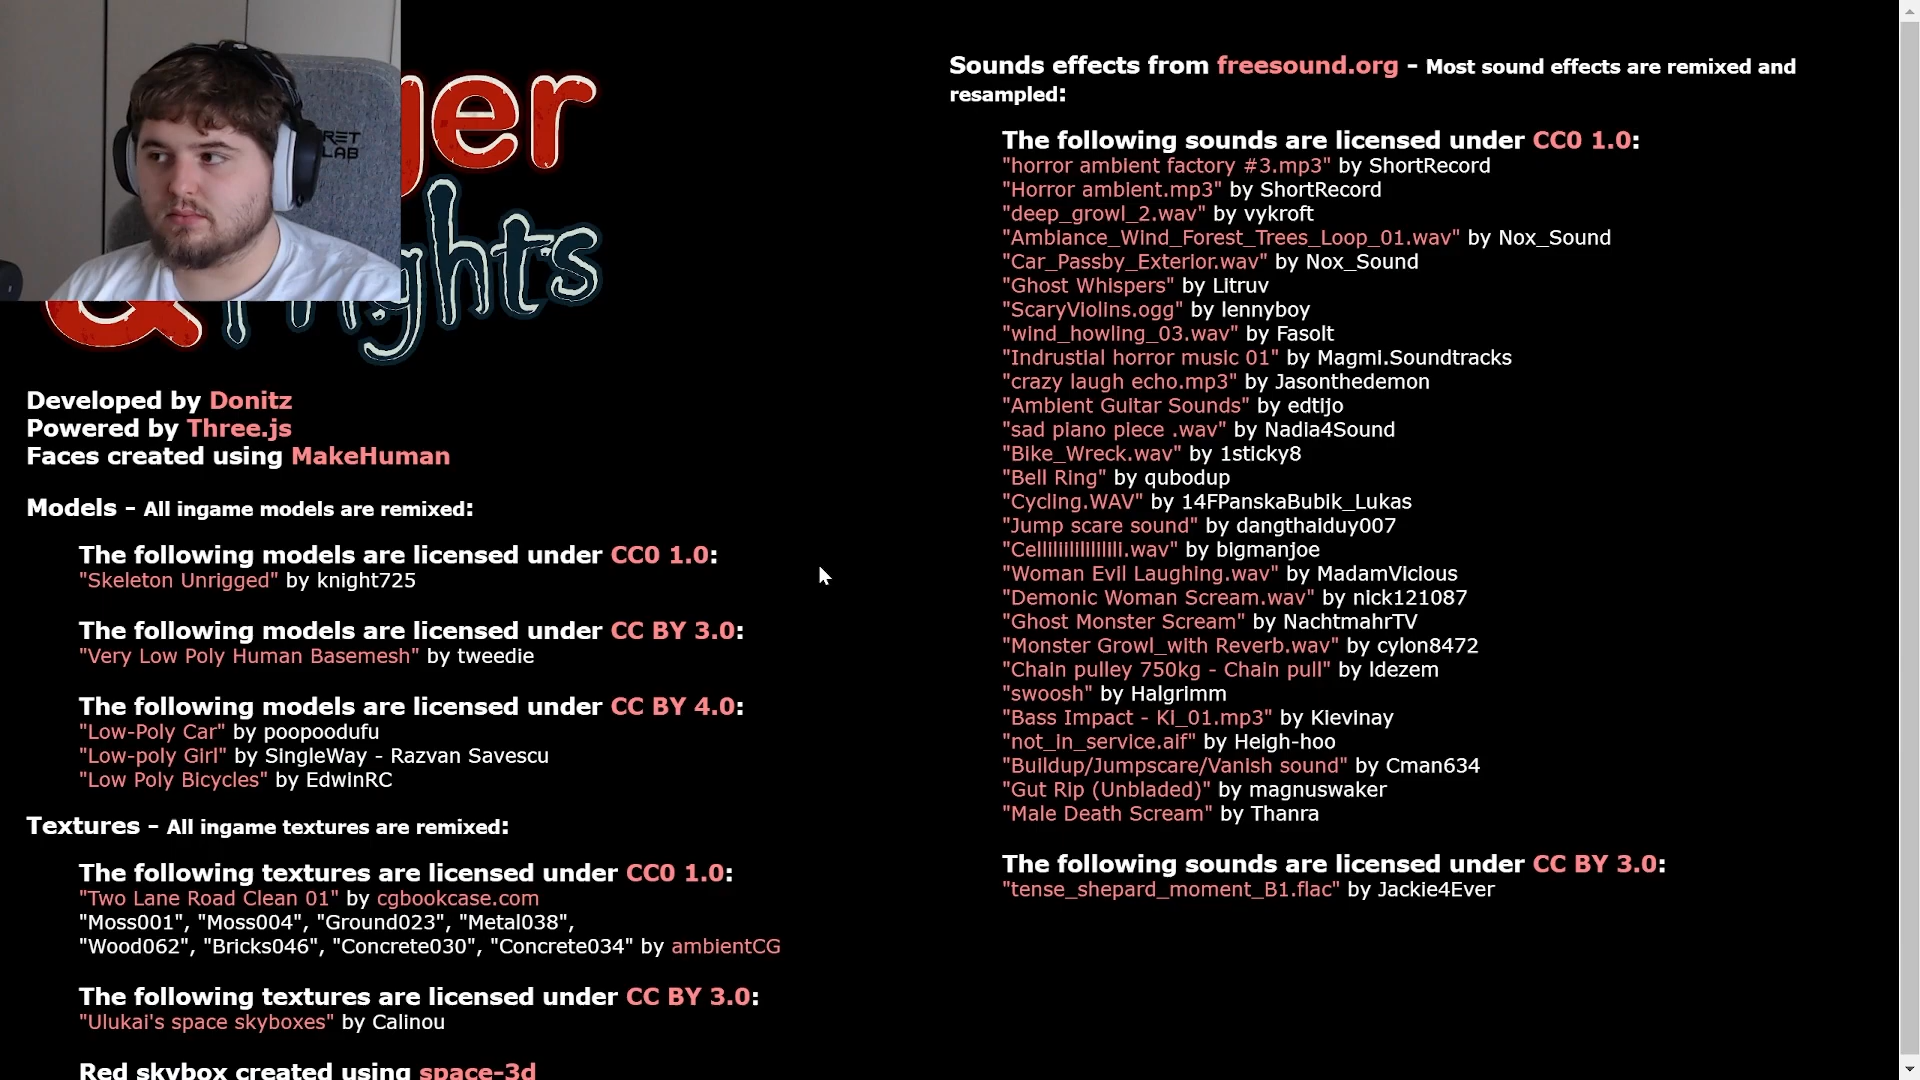 RET
LAB
ger
ghts
&
Developed by Donitz
Powered by Three.js
Faces created using MakeHuman
Models - All ingame models are remixed:
The following models are licensed under CC0 1.0:
"Skeleton Unrigged" by knight725
The following models are licensed under CC BY 3.0:
"Very Low Poly Human Basemesh" by tweedie
The following models are licensed under CC BY 4.0:
"Low-Poly Car" by poopoodufu
"Low-poly Girl" by SingleWay - Razvan Savescu
"Low Poly Bicycles" by EdwinRC
Textures - All ingame textures are remixed:
The following textures are licensed under CC0 1.0:
"Two Lane Road Clean 01" by cgbookcase.com
"Moss001", "Moss004", "Ground023", "Metal038",
"Wood062", "Bricks046", "Concrete030", "Concrete034" by ambientCG
The following textures are licensed under CC BY 3.0:
"Ulukai's space skyboxes" by Calinou
Red skybox created using space-3d
Sounds effects from freesound.org - Most sound effects are remixed and
resampled:
The following sounds are licensed under CC0 1.0:
"horror ambient factory #3.mp3" by ShortRecord
"Horror ambient.mp3" by ShortRecord
"deep_growl_2.wav" by vykroft
"Ambiance_Wind_Forest_Trees_Loop_01.wav" by Nox_Sound
"Car_Passby_Exterior.wav" by Nox_Sound
"Ghost Whispers" by Litruv
"ScaryViolins.ogg" by lennyboy
"wind_howling_03.wav" by Fasolt
"Indrustial horror music 01" by Magmi.Soundtracks
"crazy laugh echo.mp3" by Jasonthedemon
"Ambient Guitar Sounds" by edtijo
"sad piano piece .wav" by Nadia4Sound
"Bike_Wreck.wav" by 1sticky8
"Bell Ring" by qubodup
"Cycling.WAV" by 14FPanskaBubik_Lukas
"Jump scare sound" by dangthaiduy007
by bigmanjoe
"Woman Evil Laughing.wav" by MadamVicious
"Demonic Woman Scream.wav" by nick121087
"Ghost Monster Scream" by NachtmahrTV
"Monster Growl_with Reverb.wav" by cylon8472
"Chain pulley 750kg - Chain pull" by ldezem
"swoosh" by Halgrimm
"Bass Impact - Ki_01.mp3" by Kievinay
"not_in_service.aif" by Heigh-hoo
"Buildup/Jumpscare/Vanish sound" by Cman634
"Gut Rip (Unbladed)" by magnuswaker
"Male Death Scream" by Thanra
The following sounds are licensed under CC BY 3.0:
"tense_shepard_moment_B1.flac" by Jackie4Ever